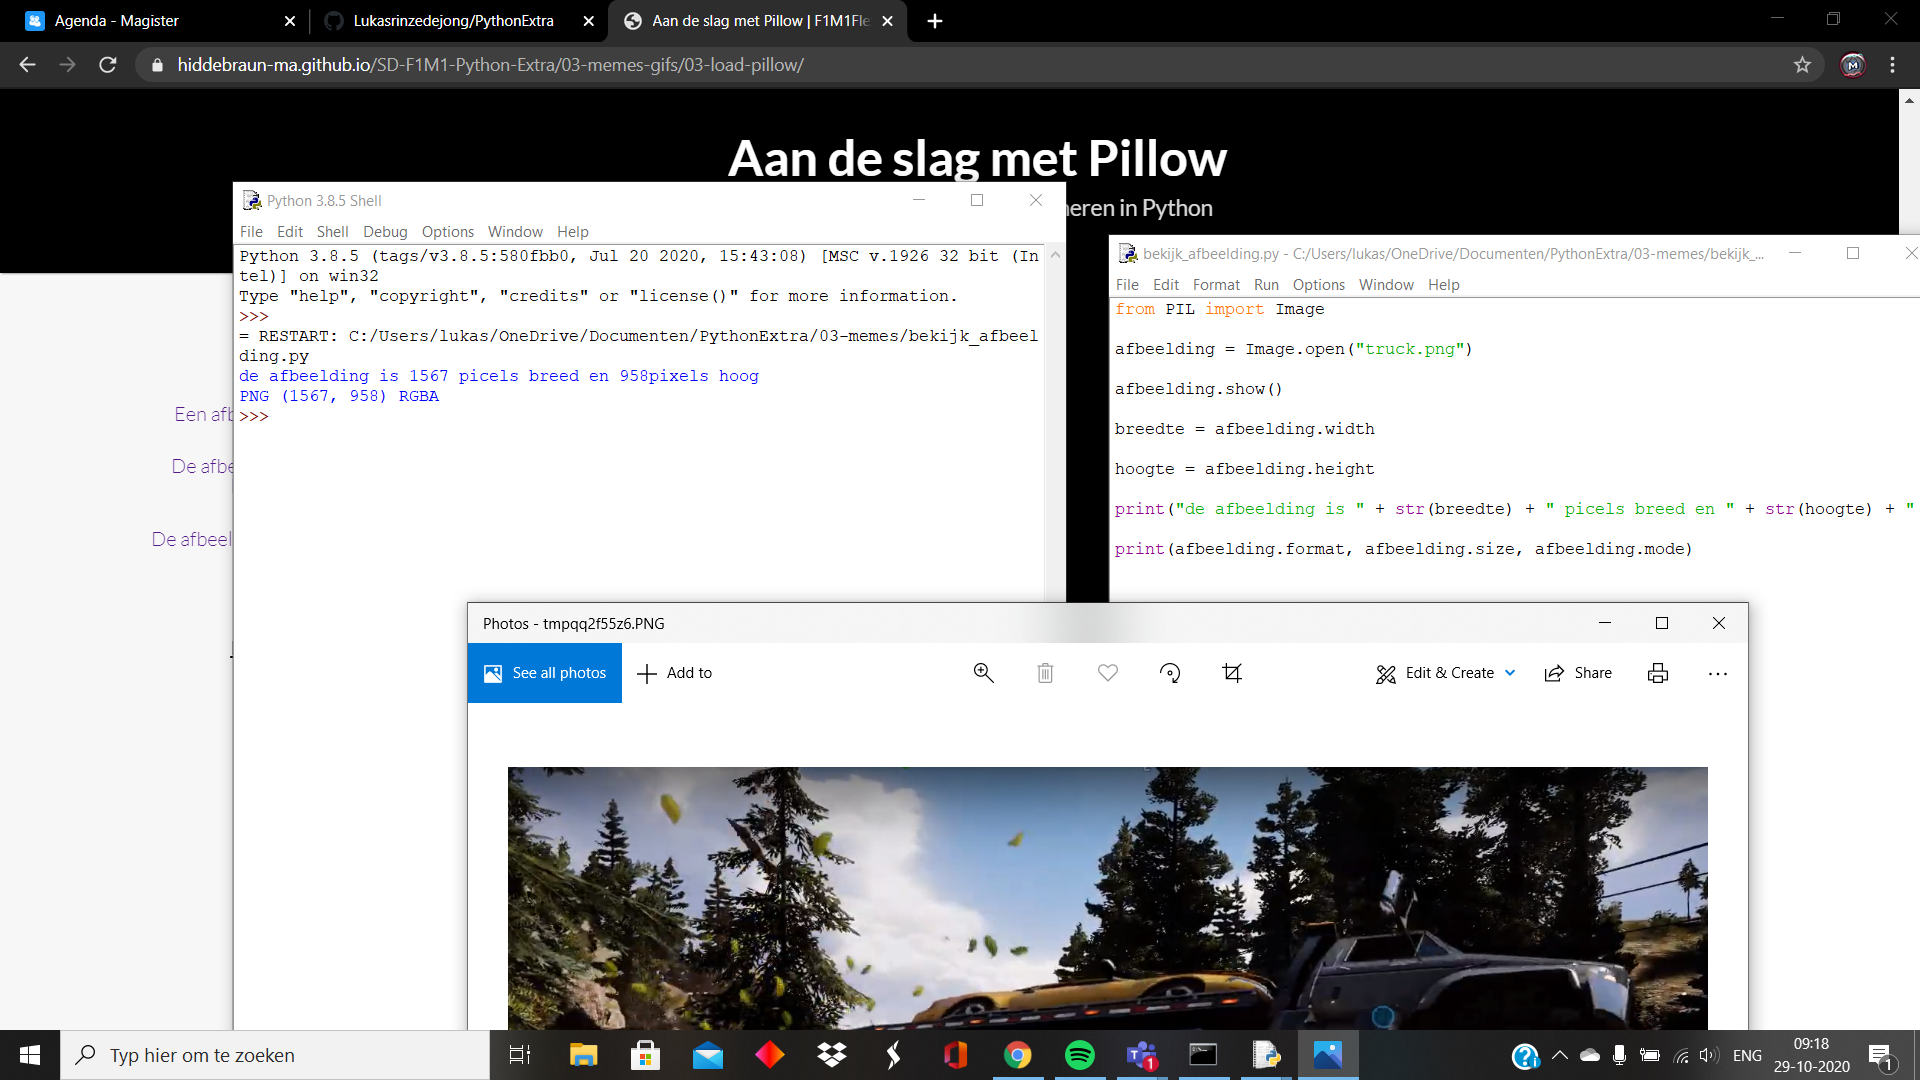 Agenda - Magister
Lukasrinzedejong/PythonExtra
Aan de slag met Pillow | F1M1Fle
hiddebraun-ma.github.io/SD-F1M1-Python-Extra/03-memes-gifs/03-load-pillow/
Aan de slag met Pillow
neren in Python
Een afb
De afbe
De afbeel
Python 3.8.5 Shell
File Edit Shell Debug Options Window Help
Python 3.8.5 (tags/v3.8.5:580fbb0, Jul 20 2020, 15:43:08) [MSC v.1926 32 bit (In
tel)] on win32
Type "help", "copyright", "credits" or "license()" for more information.
>>>
= RESTART: C:/Users/lukas/OneDrive/Documenten/PythonExtra/03-memes/bekijk_afbeel
ding.py
de afbeelding is 1567 picels breed en 958pixels hoog
PNG (1567, 958) RGBA
>>>
bekijk_afbeelding.py - C:/Users/lukas/OneDrive/Documenten/PythonExtra/03-memes/bekijk_...
File Edit Format Run Options Window Help
from PIL import Image
afbeelding = Image.open("truck.png")
afbeelding.show()
breedte = afbeelding.width
hoogte = afbeelding.height
print("de afbeelding is " + str(breedte) + " picels breed en " + str(hoogte) + "
print(afbeelding.format, afbeelding.size, afbeelding.mode)
Photos - tmpqq2f55z6.PNG
See all photos
Add to
Edit & Create
Share
Typ hier om te zoeken
1
ENG
09:18
29-10-2020
1